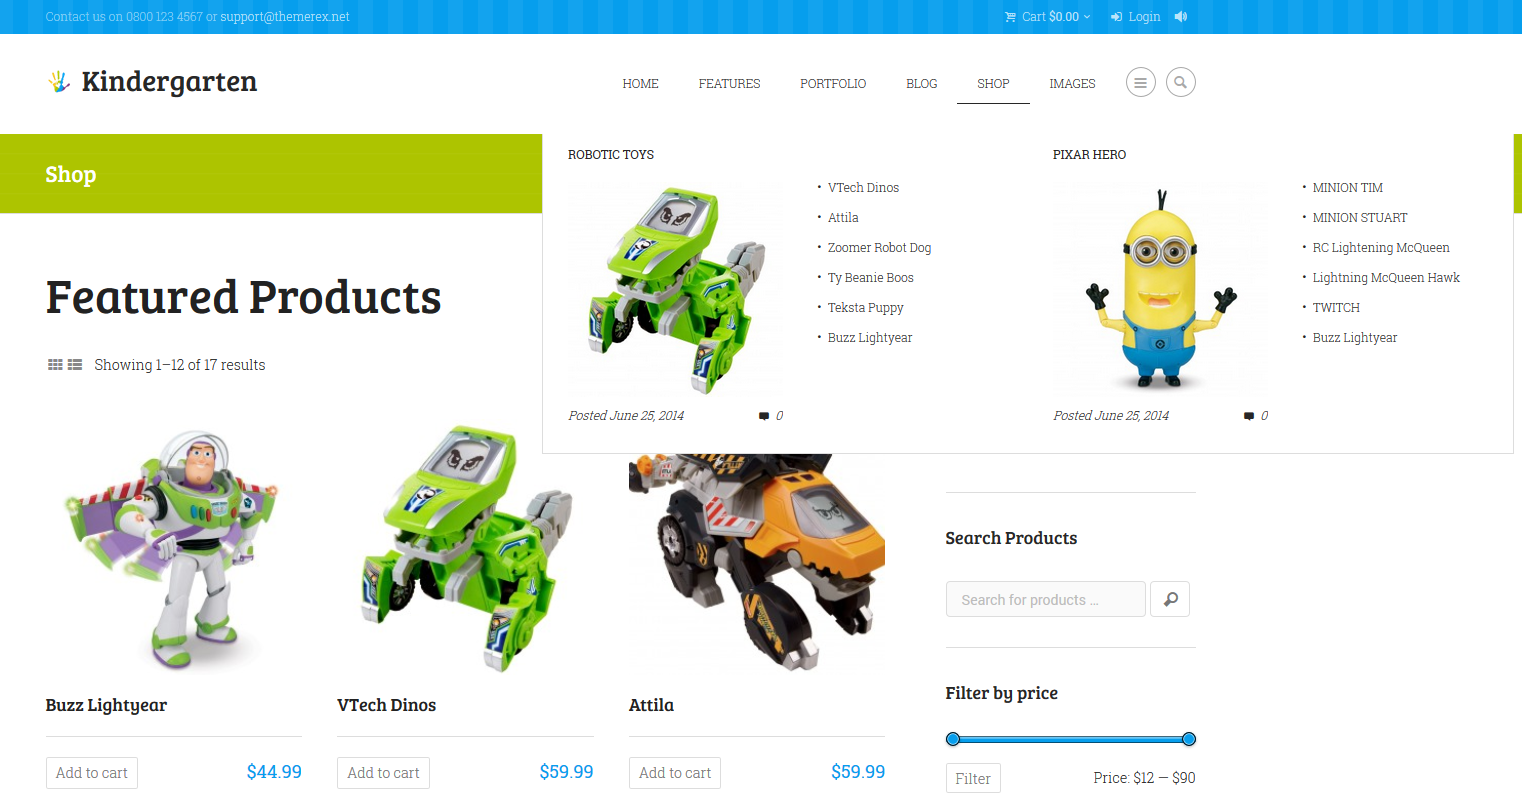 Contact us on 0800 123 4567 or support@themerex.net
Cart $0.00
Login
Kindergarten
HOME
FEATURES
PORTFOLIO
BLOG
SHOP
IMAGES
Shop
ROBOTIC TOYS
VTech Dinos
Attila
Zoomer Robot Dog
Ty Beanie Boos
Teksta Puppy
Buzz Lightyear
Posted June 25, 2014
0
PIXAR HERO
MINION TIM
MINION STUART
RC Lightening McQueen
Lightning McQueen Hawk
TWITCH
Buzz Lightyear
Posted June 25, 2014
0
Featured Products
Showing 1–12 of 17 results
Buzz Lightyear
Add to cart
$44.99
VTech Dinos
Add to cart
$59.99
Attila
Add to cart
$59.99
Search Products
Search for products ...
Filter by price
Filter
Price: $12 — $90